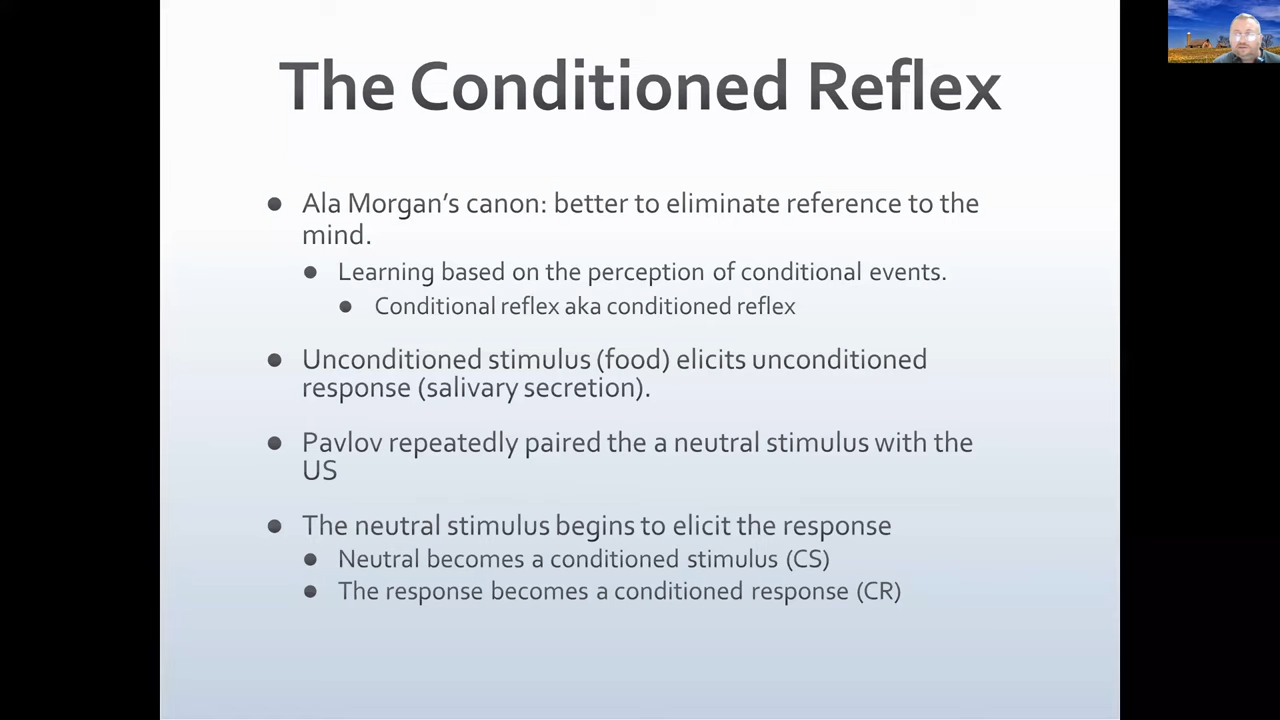 The Conditioned Reflex
● Ala Morgan's canon: better to eliminate reference to the
mind.
● Learning based on the perception of conditional events.
● Conditional reflex aka conditioned reflex
● Unconditioned stimulus (food) elicits unconditioned
response (salivary secretion).
● Pavlov repeatedly paired the a neutral stimulus with the
US
● The neutral stimulus begins to elicit the response
● Neutral becomes a conditioned stimulus (CS)
● The response becomes a conditioned response (CR)